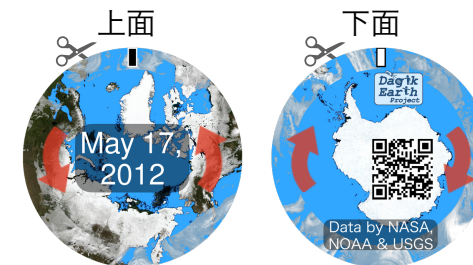 上面
下面
May 17,
2012
Dagik
Earth
Project
Data by NASA,
NOAA & USGS